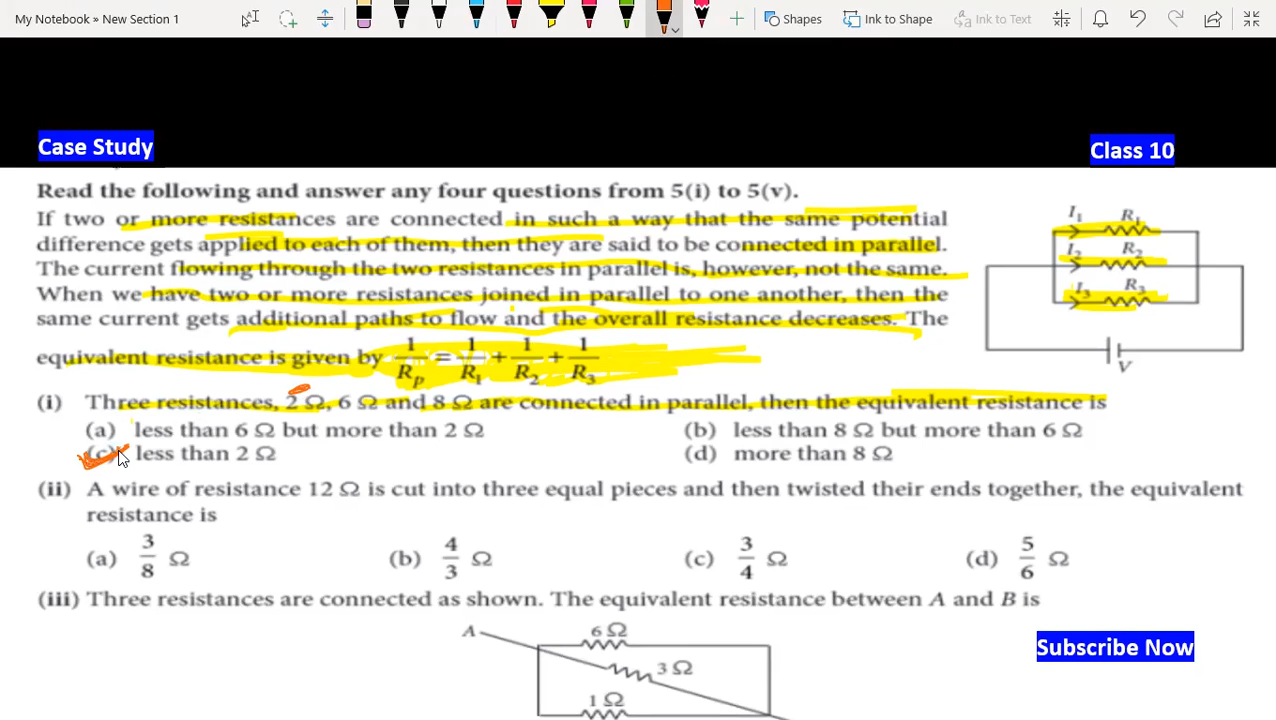 My Notebook » New Section 1
Shapes
Ink to Shape
Ink to Text
Case Study
Class 10
Read the following and answer any four questions from 5(i) to 5(v).
If two or more resistances are connected in such a way that the same potential
difference gets applied to each of them, then they are said to be connected in parallel.
The current flowing through the two resistances in parallel is, however, not the same.
When we have two or more resistances joined in parallel to one another, then the
same current gets additional paths to flow and the overall resistance decreases. The
equivalent resistance is given by 1/Rp = 1/R1 + 1/R2 + 1/R3
I1 R1
I2 R2
I3 R3
V
(i) Three resistances, 2 Ω, 6 Ω and 8 Ω are connected in parallel, then the equivalent resistance is
(a) less than 6 Ω but more than 2 Ω (b) less than 8 Ω but more than 6 Ω
(c) less than 2 Ω (d) more than 8 Ω
(ii) A wire of resistance 12 Ω is cut into three equal pieces and then twisted their ends together, the equivalent
resistance is
(a) 3/8 Ω (b) 4/3 Ω (c) 3/4 Ω (d) 5/6 Ω
(iii) Three resistances are connected as shown. The equivalent resistance between A and B is
A 6 Ω
3 Ω
1 Ω
Subscribe Now